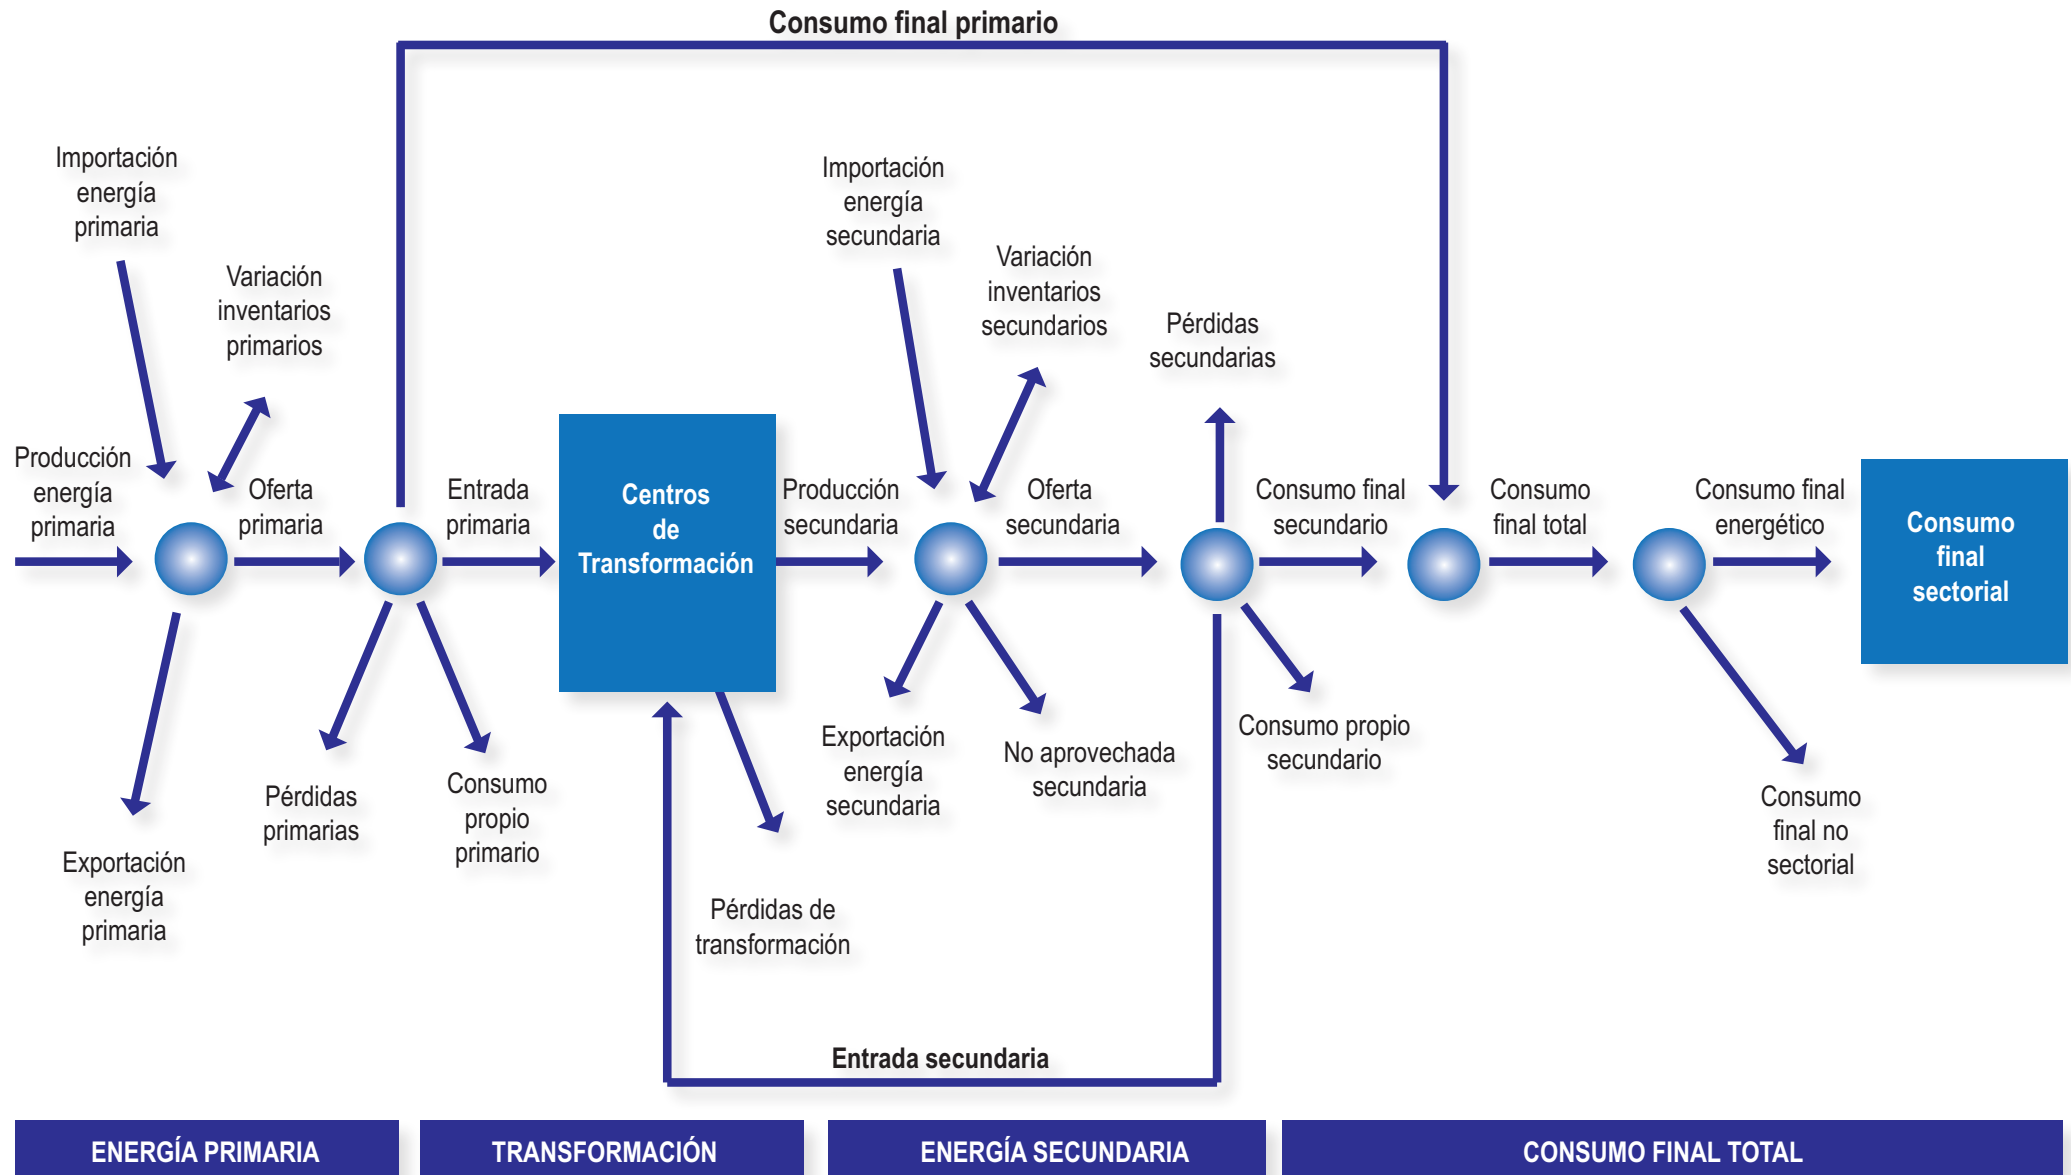 Consumo final primario
Importación
energía
primaria
Variación
inventarios
primarios
Producción
energía
primaria
Oferta
primaria
Exportación
energía
primaria
Pérdidas
primarias
Consumo
propio
primario
Entrada
primaria
Centros
de
Transformación
Pérdidas de
transformación
Producción
secundaria
Importación
energía
secundaria
Variación
inventarios
secundarios
Oferta
secundaria
Exportación
energía
secundaria
No aprovechada
secundaria
Pérdidas
secundarias
Consumo final
secundario
Consumo propio
secundario
Entrada secundaria
Consumo
final total
Consumo final
energético
Consumo
final no
sectorial
Consumo
final
sectorial
ENERGÍA PRIMARIA
TRANSFORMACIÓN
ENERGÍA SECUNDARIA
CONSUMO FINAL TOTAL